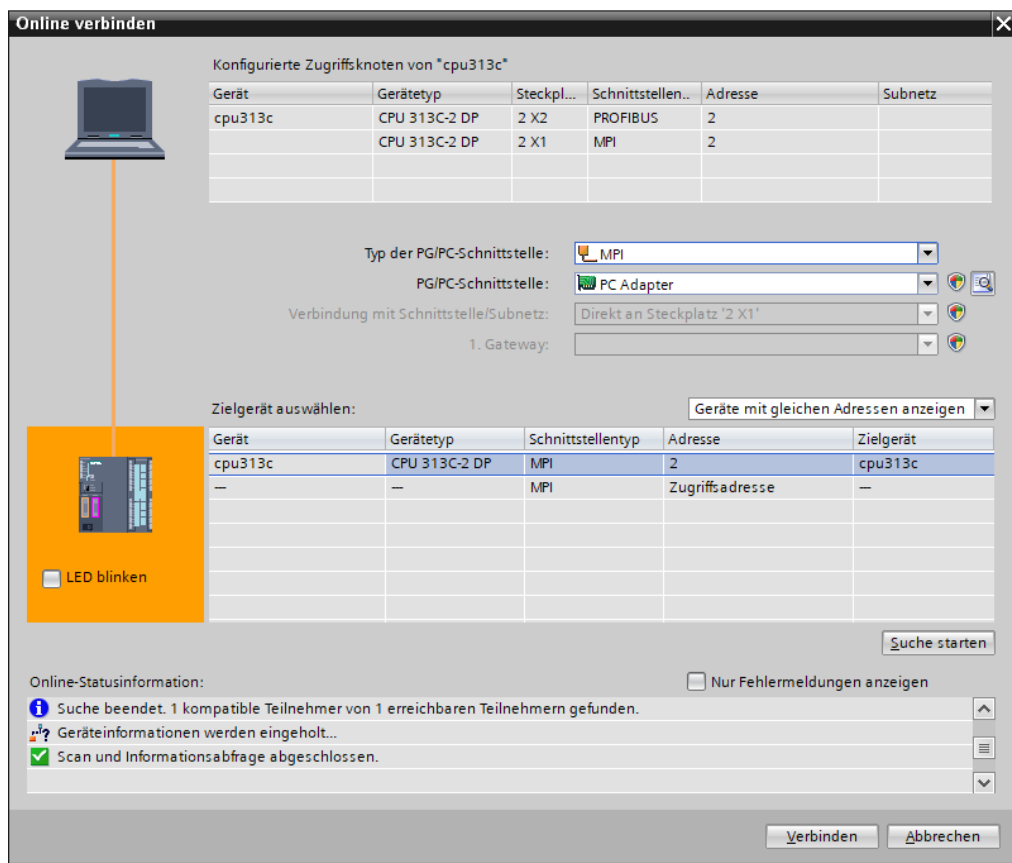 Online verbinden
Konfigurierte Zugriffsknoten von "cpu313c"
Gerät Gerätetyp Steckpl... Schnittstellen.. Adresse Subnetz
cpu313c CPU 313C-2 DP 2 X2 PROFIBUS 2
CPU 313C-2 DP 2 X1 MPI 2
Typ der PG/PC-Schnittstelle: MPI
PG/PC-Schnittstelle: PC Adapter
Verbindung mit Schnittstelle/Subnetz: Direkt an Steckplatz '2 X1'
1. Gateway:
Zielgerät auswählen: Geräte mit gleichen Adressen anzeigen
Gerät Gerätetyp Schnittstellentyp Adresse Zielgerät
cpu313c CPU 313C-2 DP MPI 2 cpu313c
— — MPI Zugriffsadresse —
LED blinken
Suche starten
Online-Statusinformation: Nur Fehlermeldungen anzeigen
Suche beendet. 1 kompatible Teilnehmer von 1 erreichbaren Teilnehmern gefunden.
Geräteinformationen werden eingeholt...
Scan und Informationsabfrage abgeschlossen.
Verbinden Abbrechen